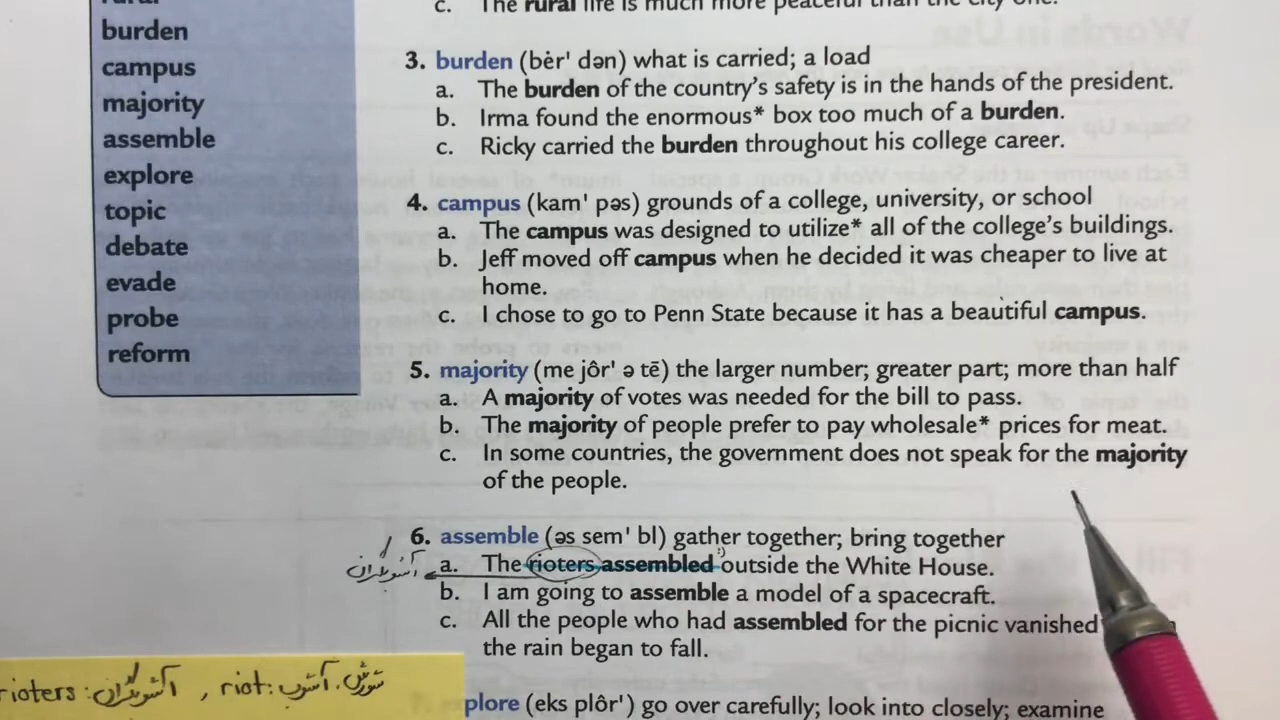 rural
burden
campus
majority
assemble
explore
topic
debate
evade
probe
reform
c. The rural life is much more peaceful than the city one.
3. burden (bėr' dən) what is carried; a load
a. The burden of the country's safety is in the hands of the president.
b. Irma found the enormous* box too much of a burden.
c. Ricky carried the burden throughout his college career.
4. campus (kam' pəs) grounds of a college, university, or school
a. The campus was designed to utilize* all of the college's buildings.
b. Jeff moved off campus when he decided it was cheaper to live at
home.
c. I chose to go to Penn State because it has a beautiful campus.
5. majority (me jôr' ə tē) the larger number; greater part; more than half
a. A majority of votes was needed for the bill to pass.
b. The majority of people prefer to pay wholesale* prices for meat.
c. In some countries, the government does not speak for the majority
of the people.
6. assemble (əs sem' bl) gather together; bring together
آشوبگران
a. The rioters assembled outside the White House.
b. I am going to assemble a model of a spacecraft.
c. All the people who had assembled for the picnic vanished
the rain began to fall.
rioters: آشوبگران , riot: شورش، آشوب
plore (eks plôr') go over carefully; look into closely; examine